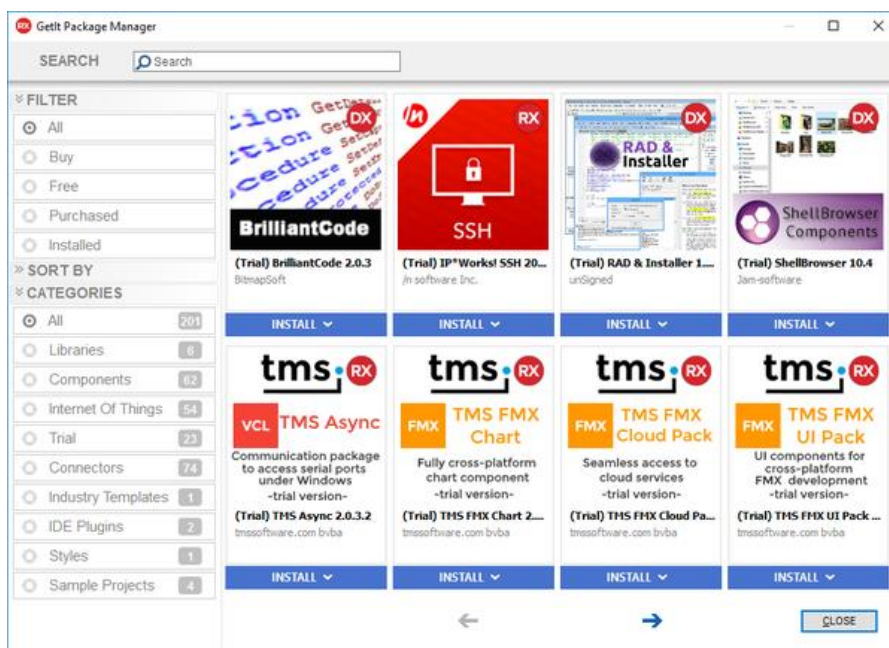 GetIt Package Manager
SEARCH
Search
FILTER
All
Buy
Free
Purchased
Installed
SORT BY
CATEGORIES
All 201
Libraries 6
Components 62
Internet Of Things 54
Trial 23
Connectors 74
Industry Templates 1
IDE Plugins 2
Styles 1
Sample Projects 4
DX
BrilliantCode
(Trial) BrilliantCode 2.0.3
BitmapSoft
INSTALL
RX
SSH
(Trial) IP*Works! SSH 20...
/n software Inc.
INSTALL
DX
RAD &
Installer
(Trial) RAD & Installer 1....
unSigned
INSTALL
DX
ShellBrowser
Components
(Trial) ShellBrowser 10.4
Jam-software
INSTALL
tms RX
VCL TMS Async
Communication package
to access serial ports
under Windows
-trial version-
(Trial) TMS Async 2.0.3.2
tmssoftware.com bvba
INSTALL
tms RX
FMX TMS FMX
Chart
Fully cross-platform
chart component
-trial version-
(Trial) TMS FMX Chart 2....
tmssoftware.com bvba
INSTALL
tms RX
FMX TMS FMX
Cloud Pack
Seamless access to
cloud services
-trial version-
(Trial) TMS FMX Cloud Pa...
tmssoftware.com bvba
INSTALL
tms RX
FMX TMS FMX
UI Pack
UI components for
cross-platform
FMX development
-trial version-
(Trial) TMS FMX UI Pack ...
tmssoftware.com bvba
INSTALL
CLOSE